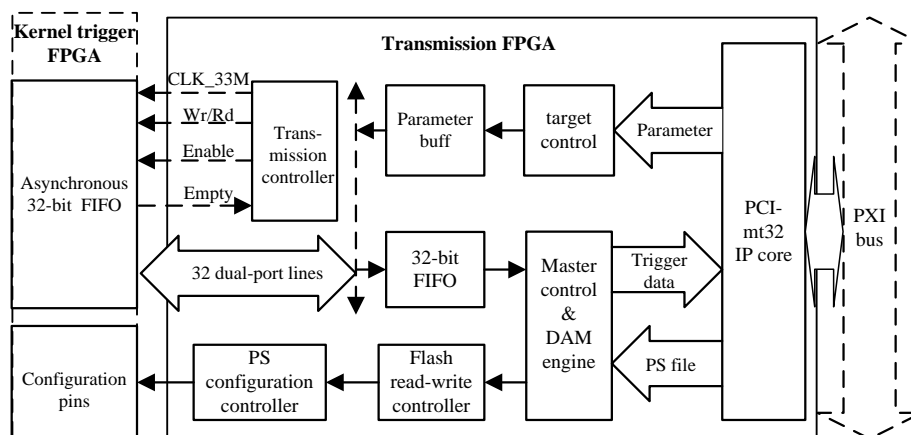 Kernel trigger
FPGA
Transmission FPGA
CLK_33M
Wr/Rd
Enable
Empty
Asynchronous
32-bit FIFO
Trans-
mission
controller
Parameter
buff
target
control
Parameter
PCI-
mt32
IP core
PXI
bus
32 dual-port lines
32-bit
FIFO
Master
control
&
DAM
engine
Trigger
data
PS file
Configuration
pins
PS
configuration
controller
Flash
read-write
controller